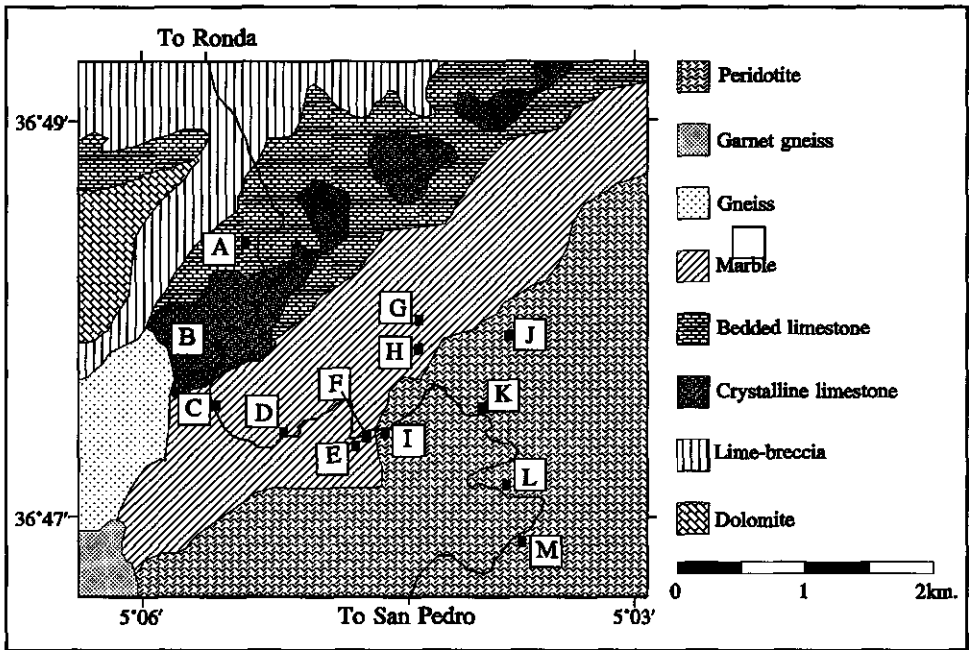 To Ronda
36°49′
36°47′
5°06′
To San Pedro
5°03′
A
B
C
D
E
F
G
H
I
J
K
L
M
Peridotite
Garnet gneiss
Gneiss
Marble
Bedded limestone
Crystalline limestone
Lime-breccia
Dolomite
0 1 2km.